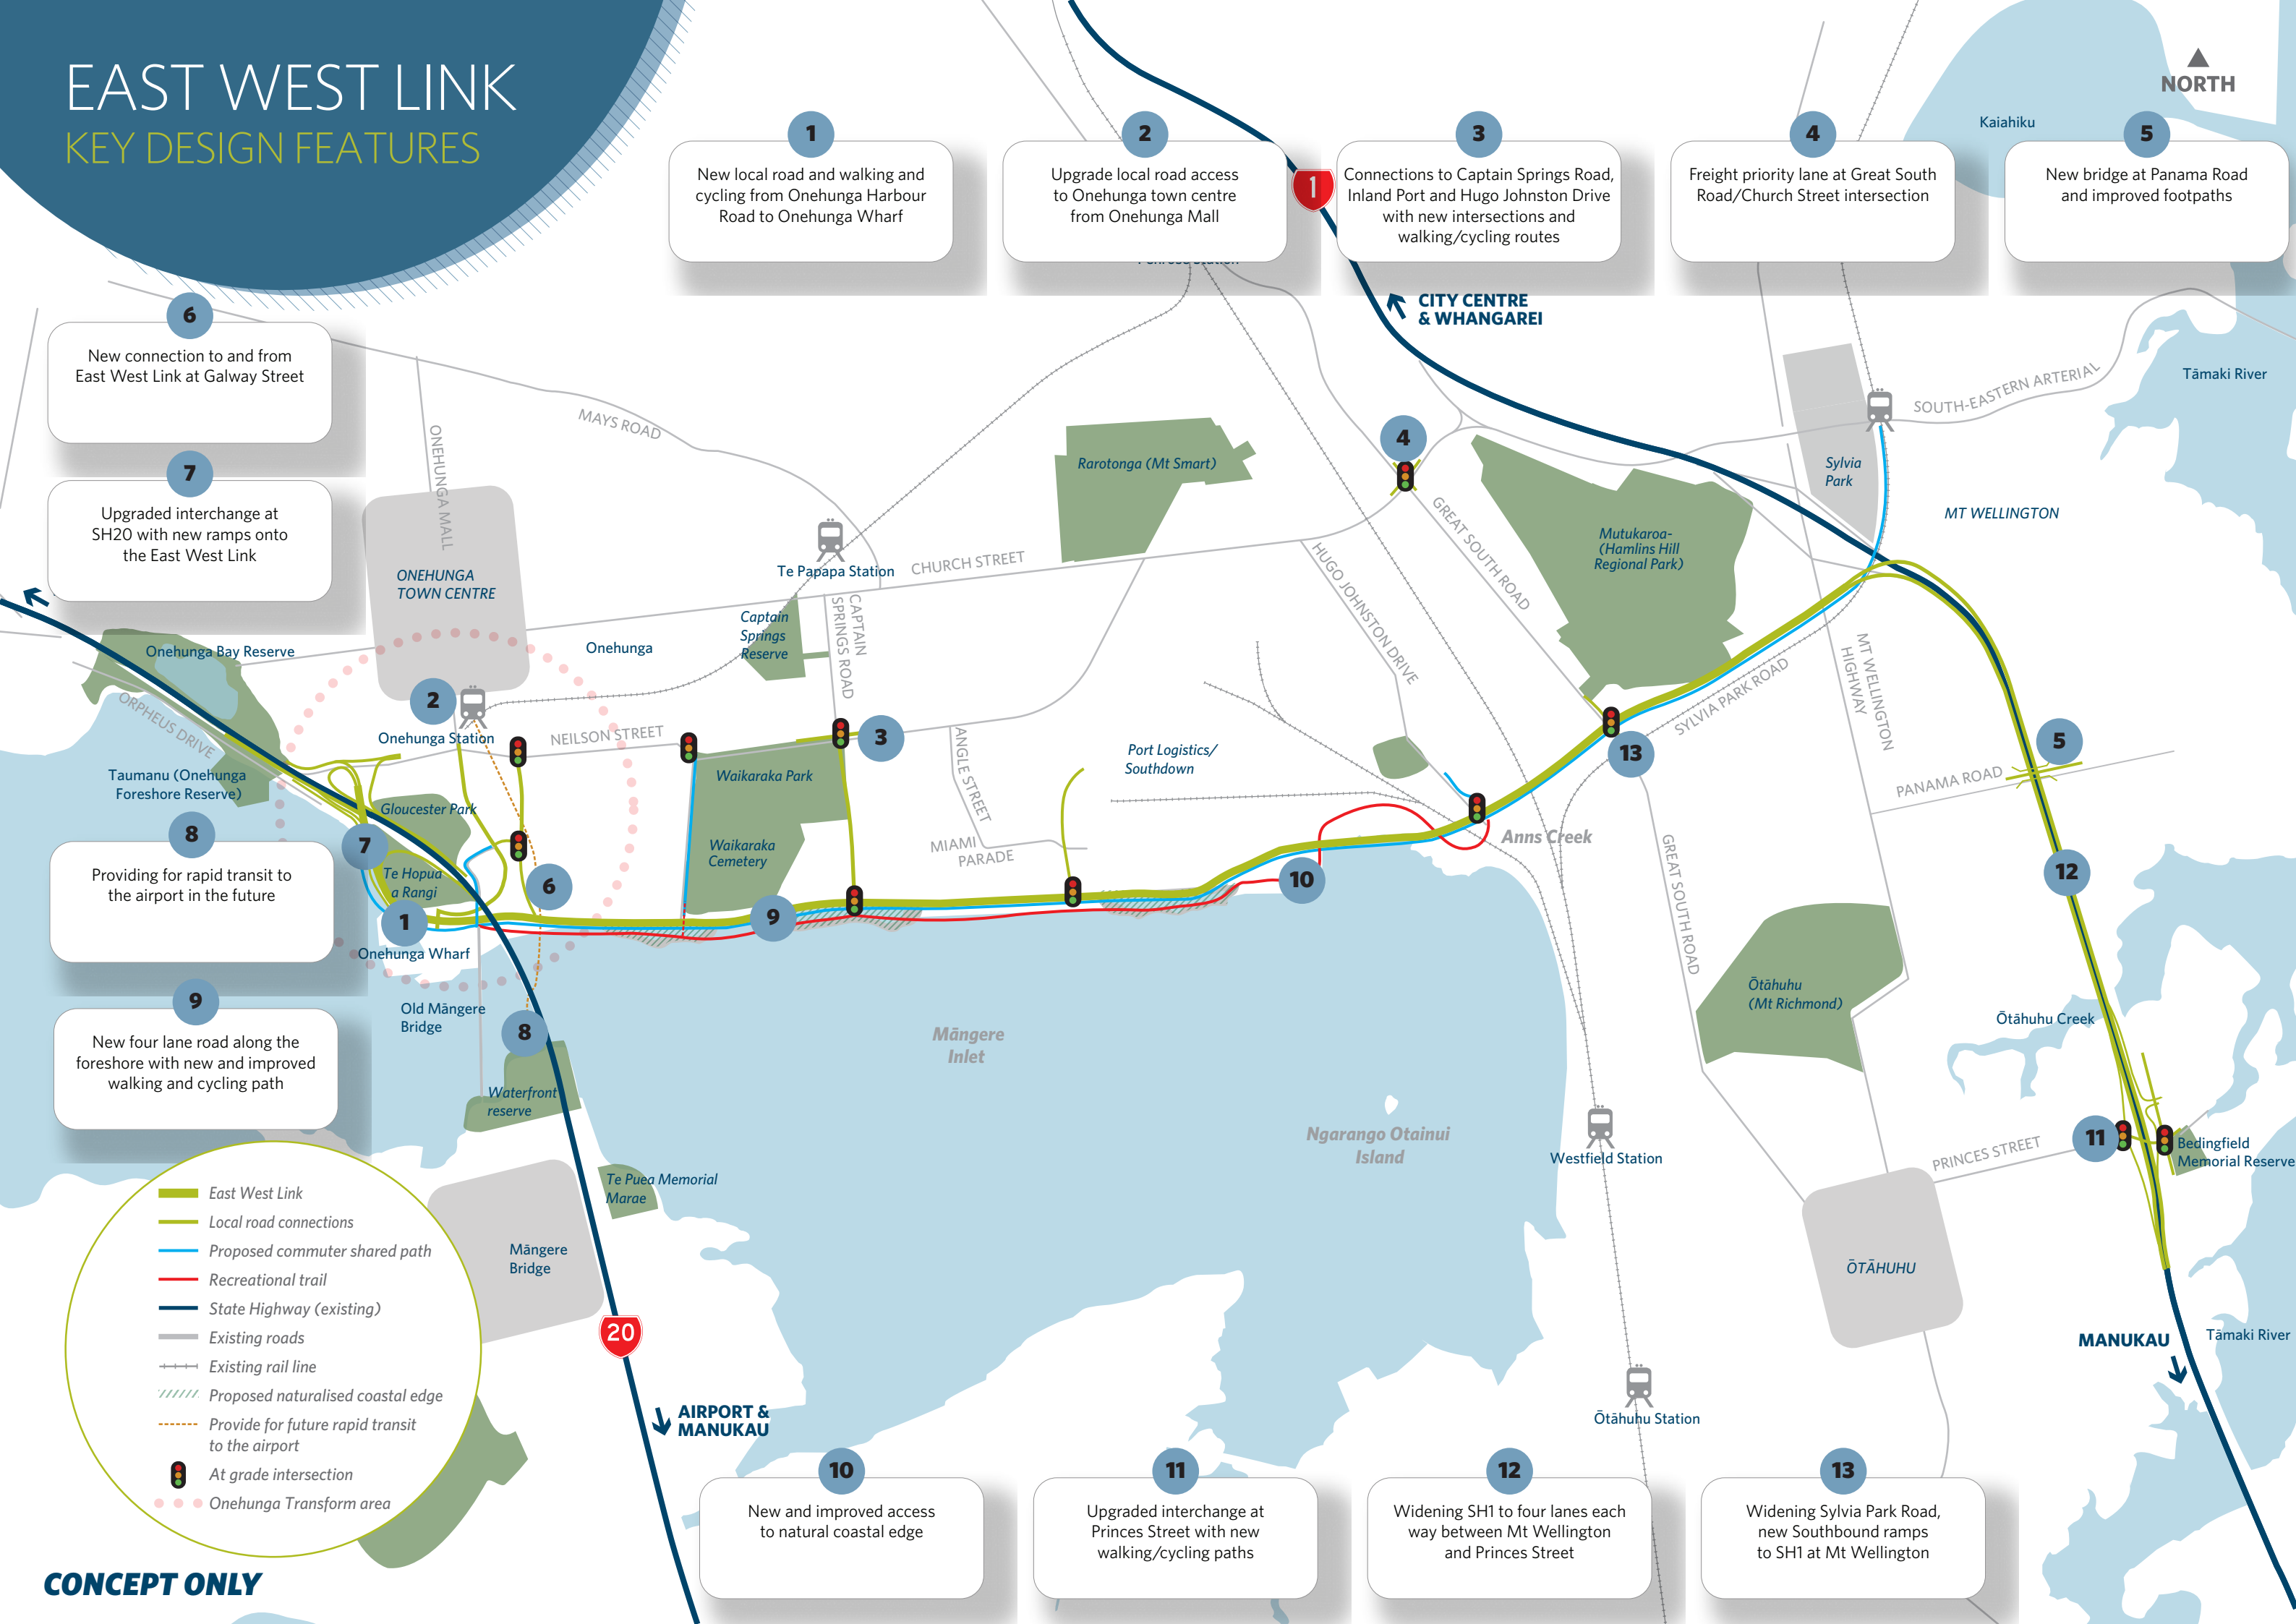 EAST WEST LINK
KEY DESIGN FEATURES
NORTH
Kaiahiku
1
New local road and walking and
cycling from Onehunga Harbour
Road to Onehunga Wharf
2
Upgrade local road access
to Onehunga town centre
from Onehunga Mall
1
3
Connections to Captain Springs Road,
Inland Port and Hugo Johnston Drive
with new intersections and
walking/cycling routes
4
Freight priority lane at Great South
Road/Church Street intersection
5
New bridge at Panama Road
and improved footpaths
CITY CENTRE
& WHANGAREI
6
New connection to and from
East West Link at Galway Street
7
Upgraded interchange at
SH20 with new ramps onto
the East West Link
Tāmaki River
SOUTH-EASTERN ARTERIAL
MAYS ROAD
ONEHUNGA MALL
4
Rarotonga (Mt Smart)
Sylvia
Park
MT WELLINGTON
GREAT SOUTH ROAD
Mutukaroa-
(Hamlins Hill
Regional Park)
Te Papapa Station
CHURCH STREET
HUGO JOHNSTON DRIVE
ONEHUNGA
TOWN CENTRE
CAPTAIN
SPRINGS ROAD
Captain
Springs
Reserve
Onehunga
Onehunga Bay Reserve
ORPHEUS DRIVE
2
Onehunga Station
NEILSON STREET
3
ANGLE STREET
Port Logistics/
Southdown
13
SYLVIA PARK ROAD
MT WELLINGTON
HIGHWAY
5
PANAMA ROAD
Taumanu (Onehunga
Foreshore Reserve)
Waikaraka Park
Gloucester Park
7
Waikaraka
Cemetery
MIAMI
PARADE
Anns Creek
GREAT SOUTH ROAD
Te Hopua
a Rangi
6
10
12
1
9
Onehunga Wharf
8
Providing for rapid transit to
the airport in the future
9
New four lane road along the
foreshore with new and improved
walking and cycling path
Old Māngere
Bridge
8
Māngere
Inlet
Ōtāhuhu
(Mt Richmond)
Ōtāhuhu Creek
Waterfront
reserve
Ngarango Otainui
Island
Westfield Station
11
PRINCES STREET
Bedingfield
Memorial Reserve
Te Puea Memorial
Marae
Māngere
Bridge
ŌTĀHUHU
20
MANUKAU
Tāmaki River
AIRPORT &
MANUKAU
Ōtāhuhu Station
East West Link
Local road connections
Proposed commuter shared path
Recreational trail
State Highway (existing)
Existing roads
Existing rail line
Proposed naturalised coastal edge
Provide for future rapid transit
to the airport
At grade intersection
Onehunga Transform area
10
New and improved access
to natural coastal edge
11
Upgraded interchange at
Princes Street with new
walking/cycling paths
12
Widening SH1 to four lanes each
way between Mt Wellington
and Princes Street
13
Widening Sylvia Park Road,
new Southbound ramps
to SH1 at Mt Wellington
CONCEPT ONLY